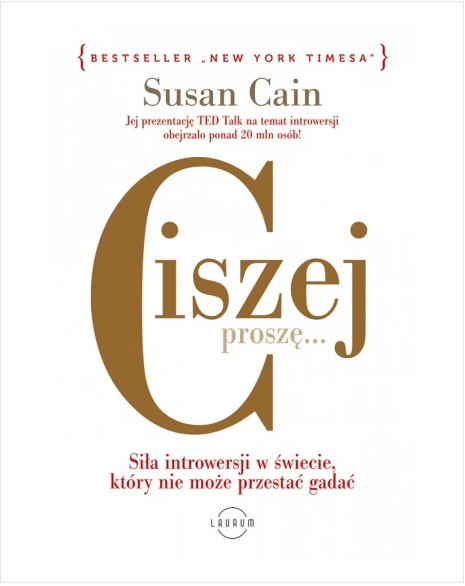 {BESTSELLER „NEW YORK TIMESA"}
Susan Cain
Jej prezentację TED Talk na temat introwersji
obejrzało ponad 20 mln osób!
Ciszej
proszę...
Siła introwersji w świecie,
który nie może przestać gadać
LAURUM